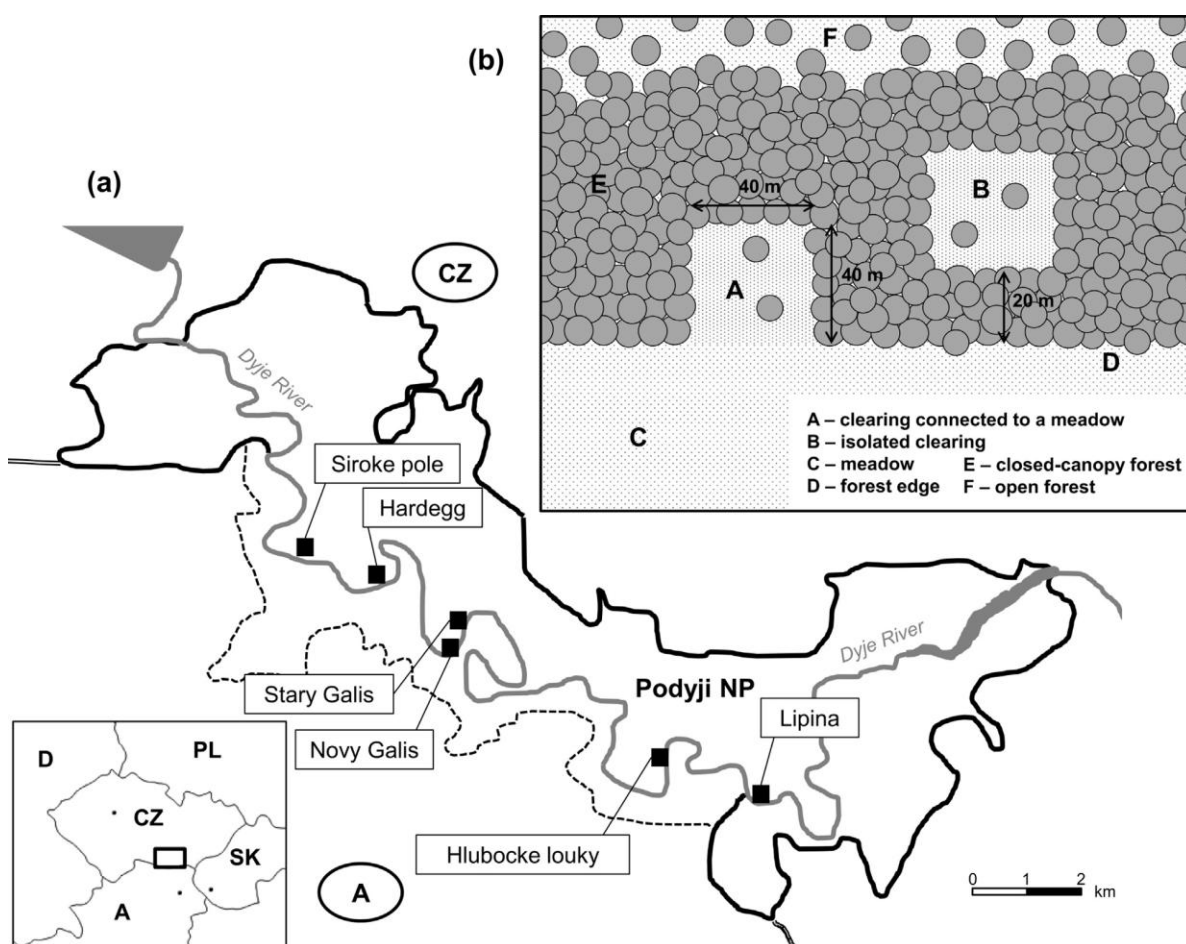 (a)
CZ
Dyje River
Siroke pole
Hardegg
Stary Galis
Novy Galis
Podyji NP
Dyje River
Lipina
Hlubocke louky
A
0 1 2
km
D
PL
CZ
SK
A
(b)
F
E
40 m
B
A
40 m
20 m
D
C
A – clearing connected to a meadow
B – isolated clearing
C – meadow E – closed-canopy forest
D – forest edge F – open forest